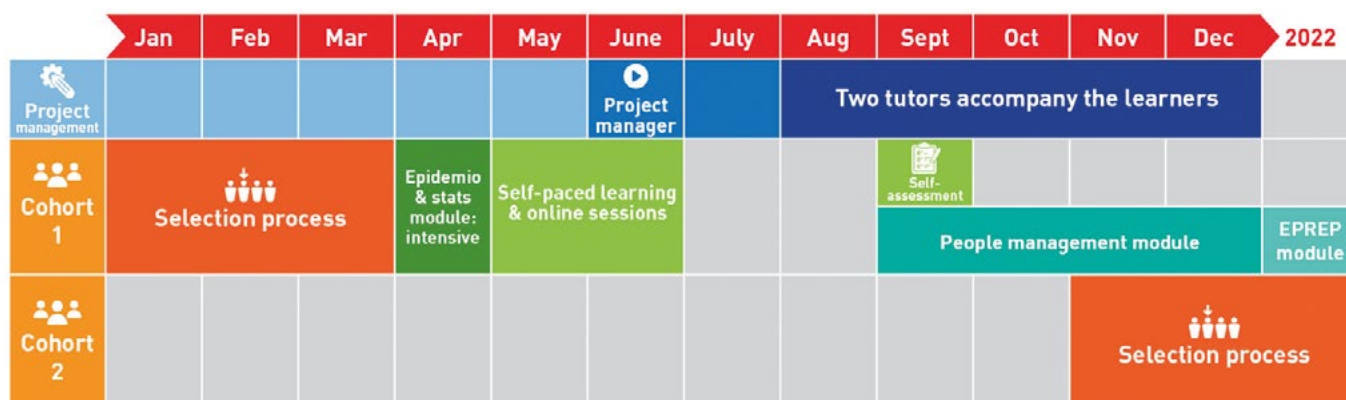 Jan Feb Mar Apr May June July Aug Sept Oct Nov Dec 2022
Project
management
Project
manager
Two tutors accompany the learners
Cohort
1
Selection process
Epidemio
& stats
module:
intensive
Self-paced learning
& online sessions
Self-
assessment
People management module
EPREP
module
Cohort
2
Selection process